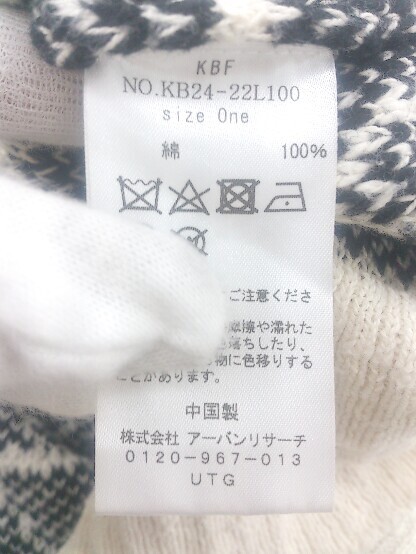 KBF
NO.KB24-22L100
size One
綿 100%
ご注意くださ
摩擦や濡れた
色落ちしたり、
物に色移りする
ことがあります。
中国製
株式会社 アーバンリサーチ
0120-967-013
UTG